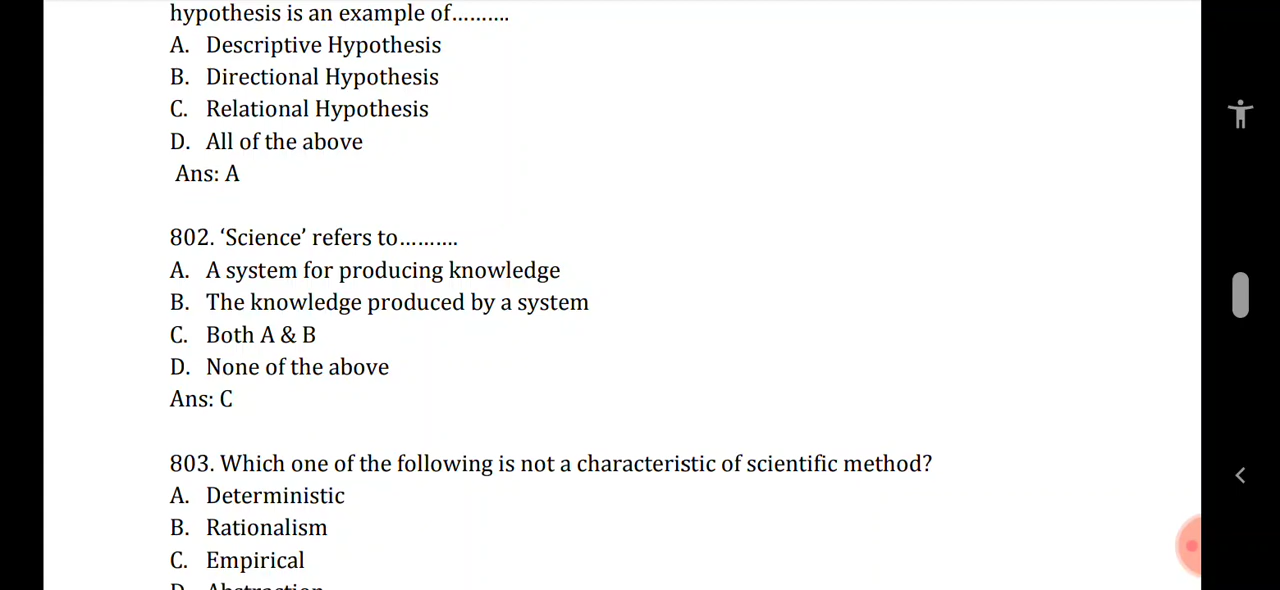 hypothesis is an example of..........
A. Descriptive Hypothesis
B. Directional Hypothesis
C. Relational Hypothesis
D. All of the above
Ans: A
802. ‘Science’ refers to..........
A. A system for producing knowledge
B. The knowledge produced by a system
C. Both A & B
D. None of the above
Ans: C
803. Which one of the following is not a characteristic of scientific method?
A. Deterministic
B. Rationalism
C. Empirical
D. Abstraction